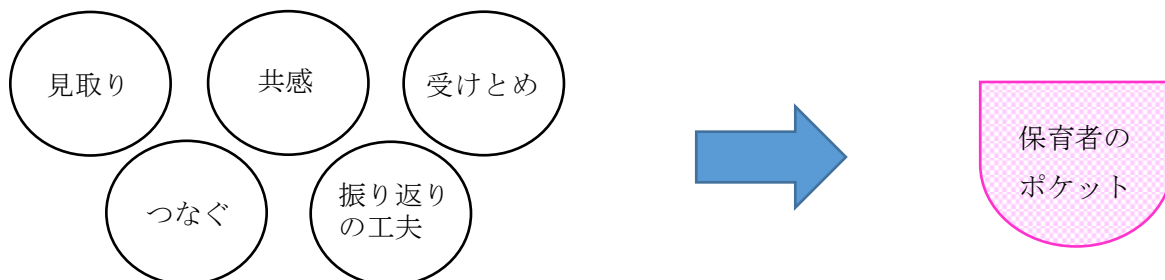 見取り
共感
受けとめ
つなぐ
振り返り
の工夫
保育者の
ポケット